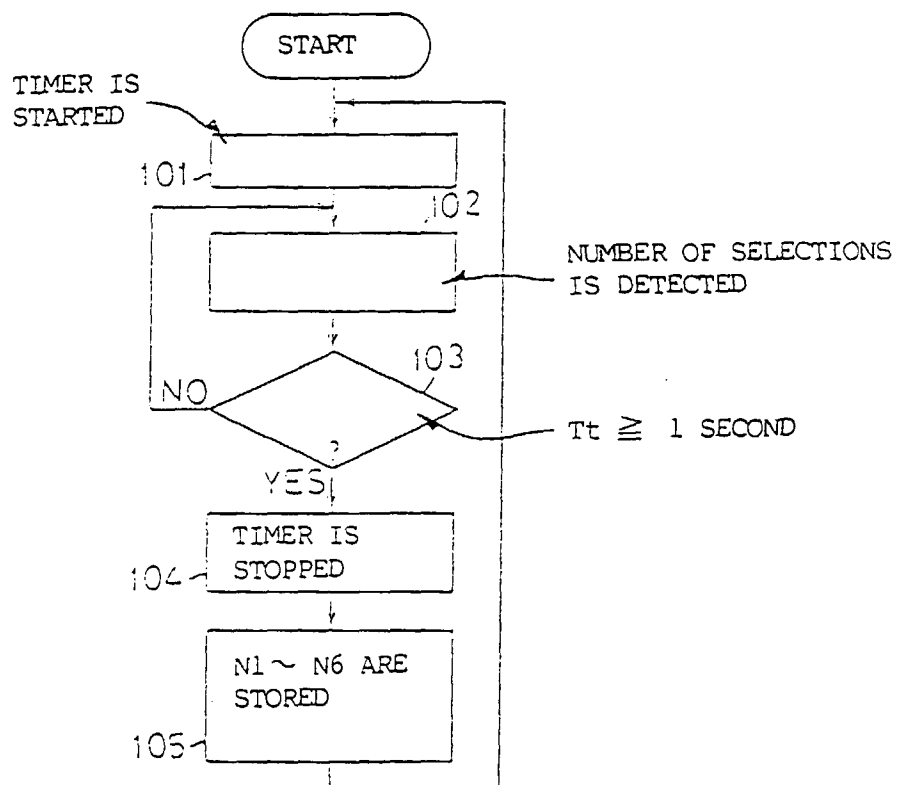 START
TIMER IS
STARTED
101
102
NUMBER OF SELECTIONS
IS DETECTED
103
NO
Tt ≧ 1 SECOND
?
YES
TIMER IS
STOPPED
104
N1 ~ N6 ARE
STORED
105